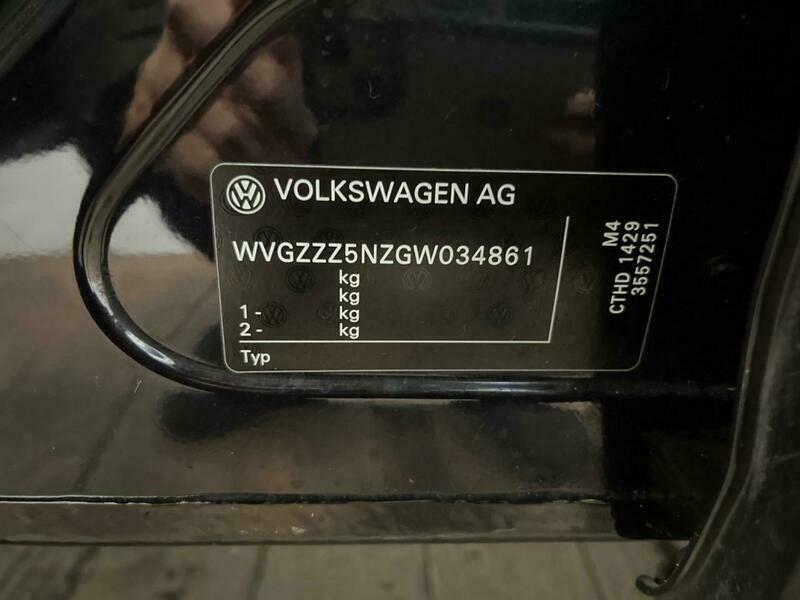 VOLKSWAGEN AG
WVGZZZ5NZGW034861
kg
kg
1 - kg
2 - kg
Typ
M4
CTHD 1429
3557251